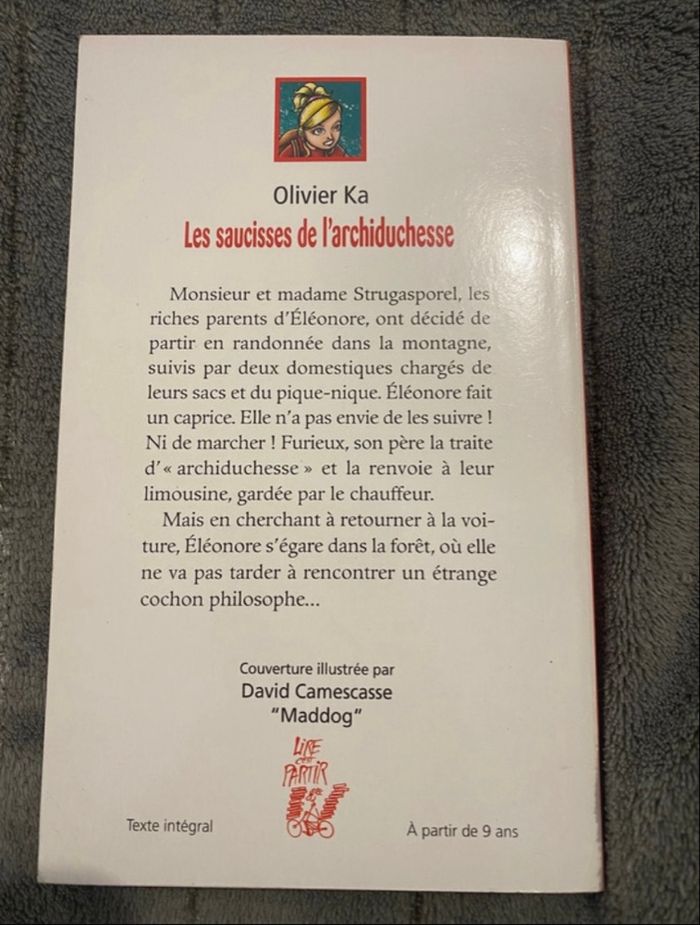 Olivier Ka
Les saucisses de l'archiduchesse
Monsieur et madame Strugasporel, les
riches parents d'Éléonore, ont décidé de
partir en randonnée dans la montagne,
suivis par deux domestiques chargés de
leurs sacs et du pique-nique. Éléonore fait
un caprice. Elle n'a pas envie de les suivre !
Ni de marcher ! Furieux, son père la traite
d'« archiduchesse » et la renvoie à leur
limousine, gardée par le chauffeur.
Mais en cherchant à retourner à la voi-
ture, Éléonore s'égare dans la forêt, où elle
ne va pas tarder à rencontrer un étrange
cochon philosophe...
Couverture illustrée par
David Camescasse
"Maddog"
LIRE
c'est
PARTIR
Texte intégral
À partir de 9 ans